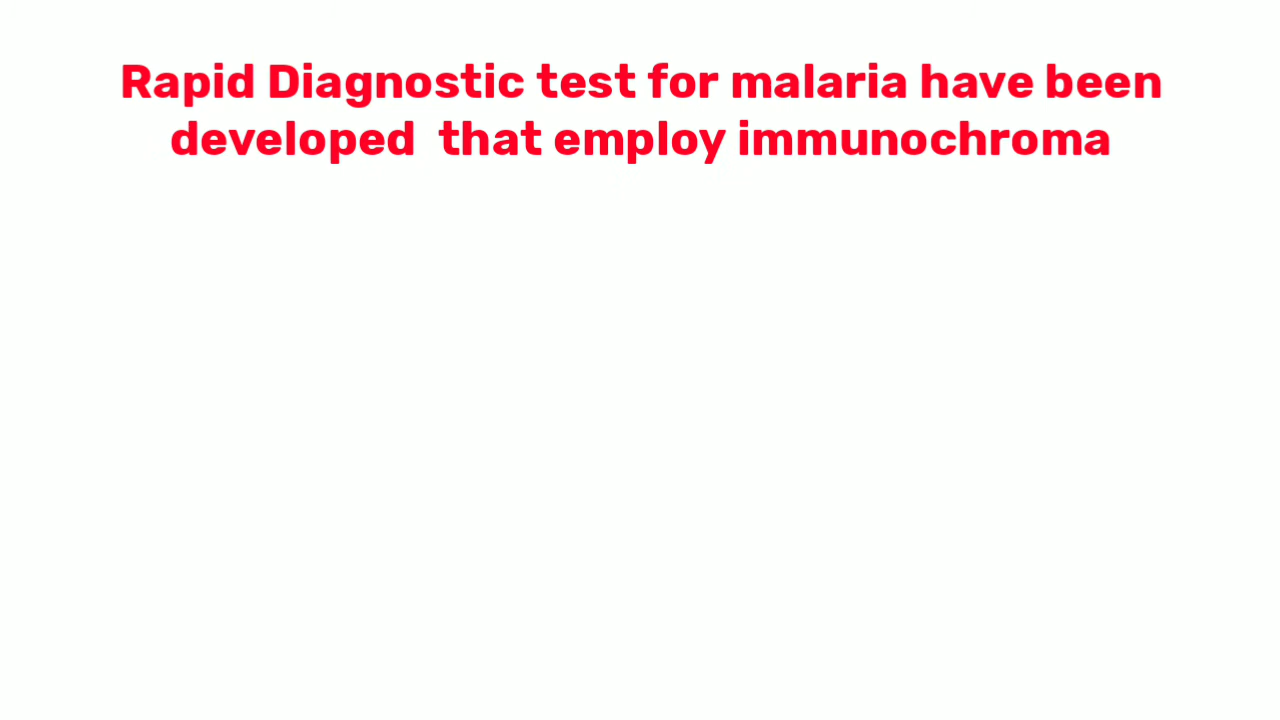 Rapid Diagnostic test for malaria have been
developed  that employ immunochroma